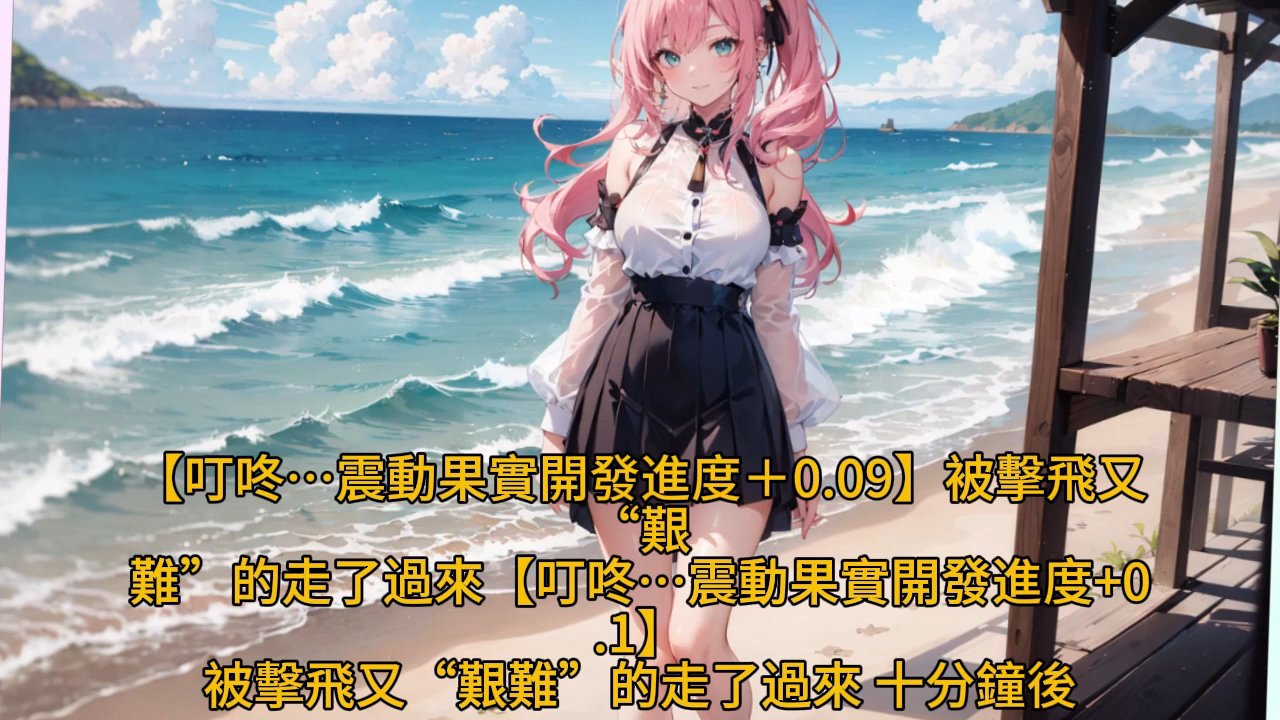 【叮咚…震動果實開發進度＋0.09】被擊飛又
“艱
難”的走了過來【叮咚…震動果實開發進度+0
.1】
被擊飛又“艱難”的走了過來 十分鐘後